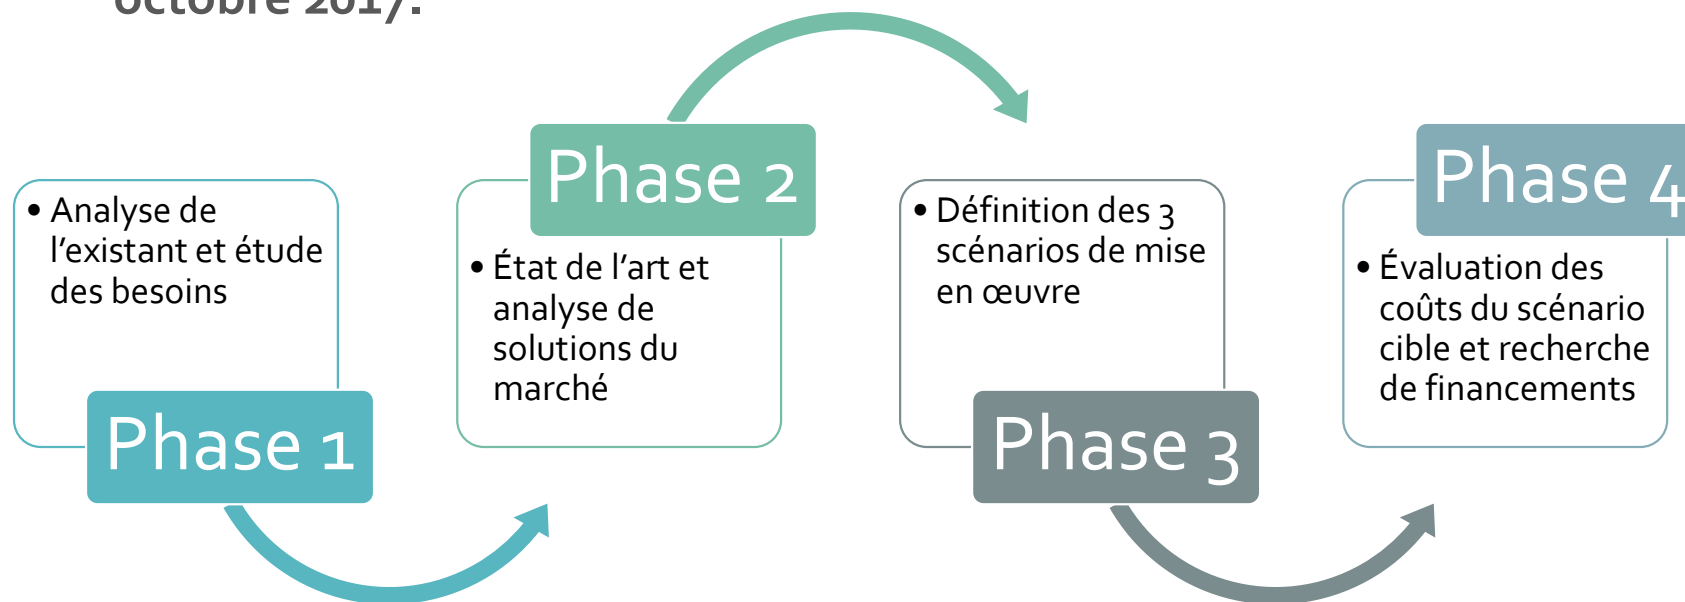 octobre 2017.
• Analyse de
l’existant et étude
des besoins
Phase 1
Phase 2
• État de l’art et
analyse de
solutions du
marché
• Définition des 3
scénarios de mise
en œuvre
Phase 3
Phase 4
• Évaluation des
coûts du scénario
cible et recherche
de financements